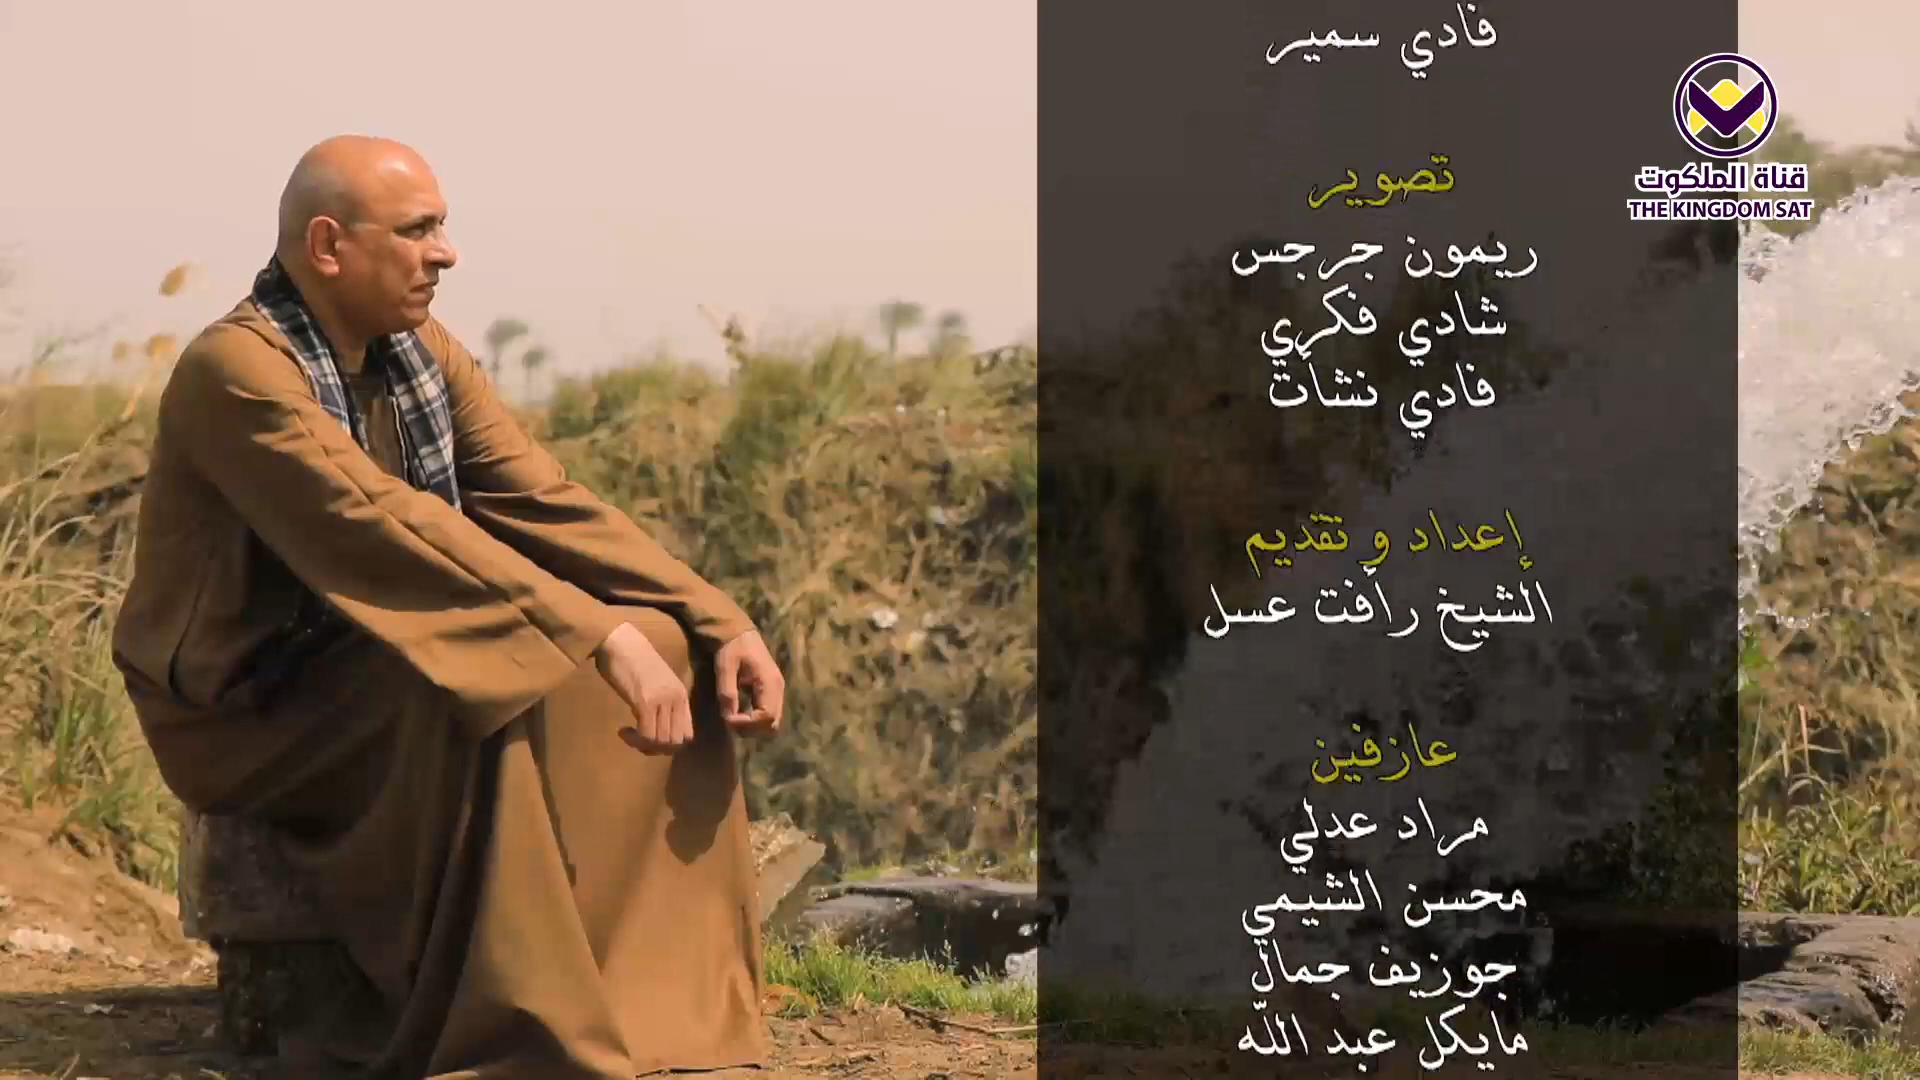 فادي سمير
قناة الملكوت
THE KINGDOM SAT
تصوير
ريمون جرجس
شادي فكري
فادي نشأت
إعداد و تقديم
الشيخ رأفت عسل
عازفين
مراد عدلي
محسن الشيمي
جوزيف جمال
مايكل عبد الله